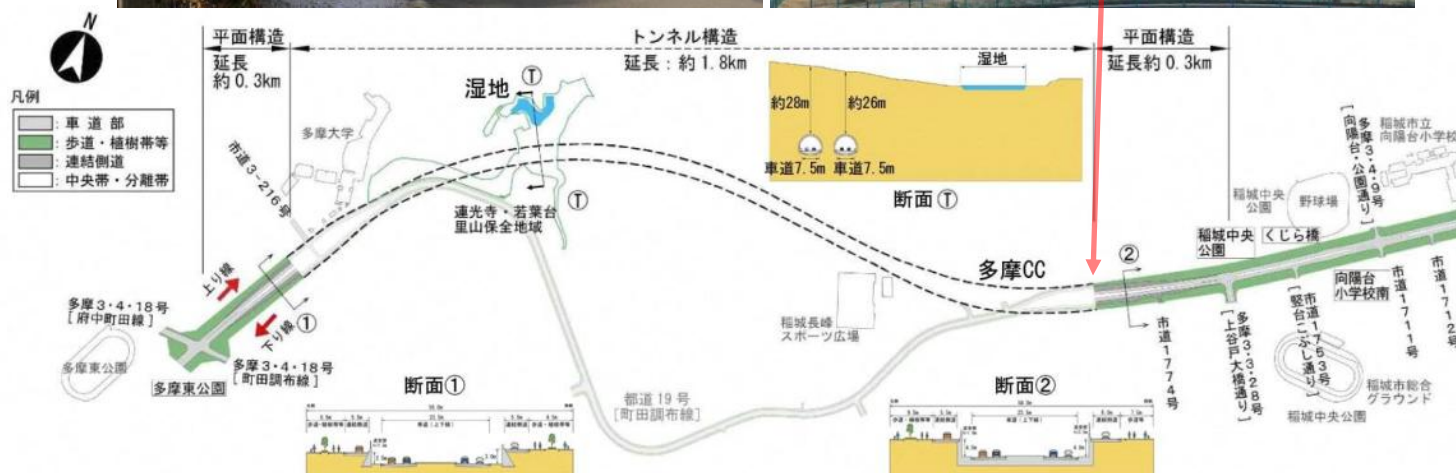 N
平面構造
延長
約0.3km
トンネル構造
延長：約1.8km
平面構造
延長約0.3km
凡例
：車道部
：歩道・植樹帯等
：連結側道
：中央帯・分離帯
湿地
Ⓣ
Ⓣ
多摩大学
市道3-216号
連光寺・若葉台
里山保全地域
湿地
約28m
約26m
車道7.5m
車道7.5m
断面Ⓣ
上り線
下り線
①
多摩3・4・18号
[府中町田線]
多摩東公園
多摩東公園
多摩3・4・18号
[町田調布線]
断面①
都道19号
[町田調布線]
稲城長峰
スポーツ広場
多摩CC
②
断面②
市道1774号
多摩3・3・28号
[上谷戸大橋通り]
市道1753号
[竪台こぶし通り]
稲城中央
公園
くじら橋
稲城中央
公園
野球場
多摩3・4・9号
[向陽台・公園通り]
稲城市立
向陽台小学校
向陽台
小学校南
市道1711号
市道1712号
稲城中央公園
稲城市総合
グラウンド